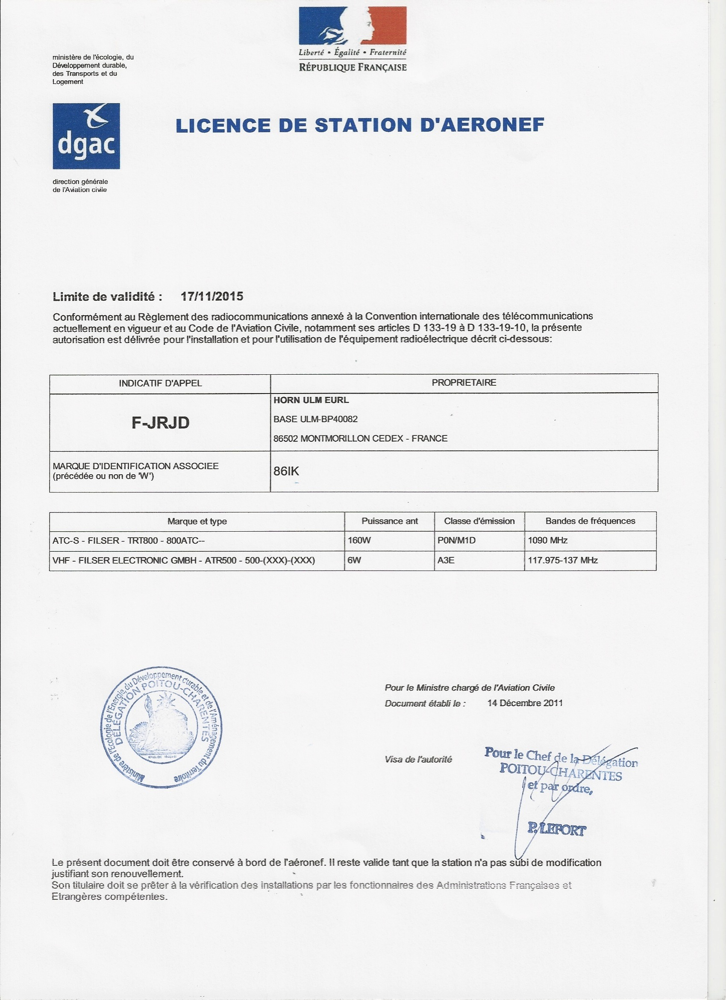 Liberté • Égalité • Fraternité
RÉPUBLIQUE FRANÇAISE
ministère de l'écologie, du
Développement durable,
des Transports et du
Logement
dgac
direction générale
de l'Aviation civile
LICENCE DE STATION D'AERONEF
Limite de validité : 17/11/2015
Conformément au Règlement des radiocommunications annexé à la Convention internationale des télécommunications
actuellement en vigueur et au Code de l'Aviation Civile, notamment ses articles D 133-19 à D 133-19-10, la présente
autorisation est délivrée pour l'installation et pour l'utilisation de l'équipement radioélectrique décrit ci-dessous:
INDICATIF D'APPEL PROPRIETAIRE
F-JRJD
HORN ULM EURL
BASE ULM-BP40082
86502 MONTMORILLON CEDEX - FRANCE
MARQUE D'IDENTIFICATION ASSOCIEE
(précédée ou non de 'W')
86IK
Marque et type Puissance ant Classe d'émission Bandes de fréquences
ATC-S - FILSER - TRT800 - 800ATC-- 160W P0N/M1D 1090 MHz
VHF - FILSER ELECTRONIC GMBH - ATR500 - 500-(XXX)-(XXX) 6W A3E 117.975-137 MHz
Ministère de l'Ecologie de l'Energie, du Développement durable et de l'Aménagement du Territoire
DÉLÉGATION POITOU-CHARENTES
Pour le Ministre chargé de l'Aviation Civile
Document établi le : 14 Décembre 2011
Visa de l'autorité
Pour le Chef de la Délégation
POITOU-CHARENTES
et par ordre,
P. LEFORT
Le présent document doit être conservé à bord de l'aéronef. Il reste valide tant que la station n'a pas subi de modification
justifiant son renouvellement.
Son titulaire doit se prêter à la vérification des installations par les fonctionnaires des Administrations Françaises et
Etrangères compétentes.